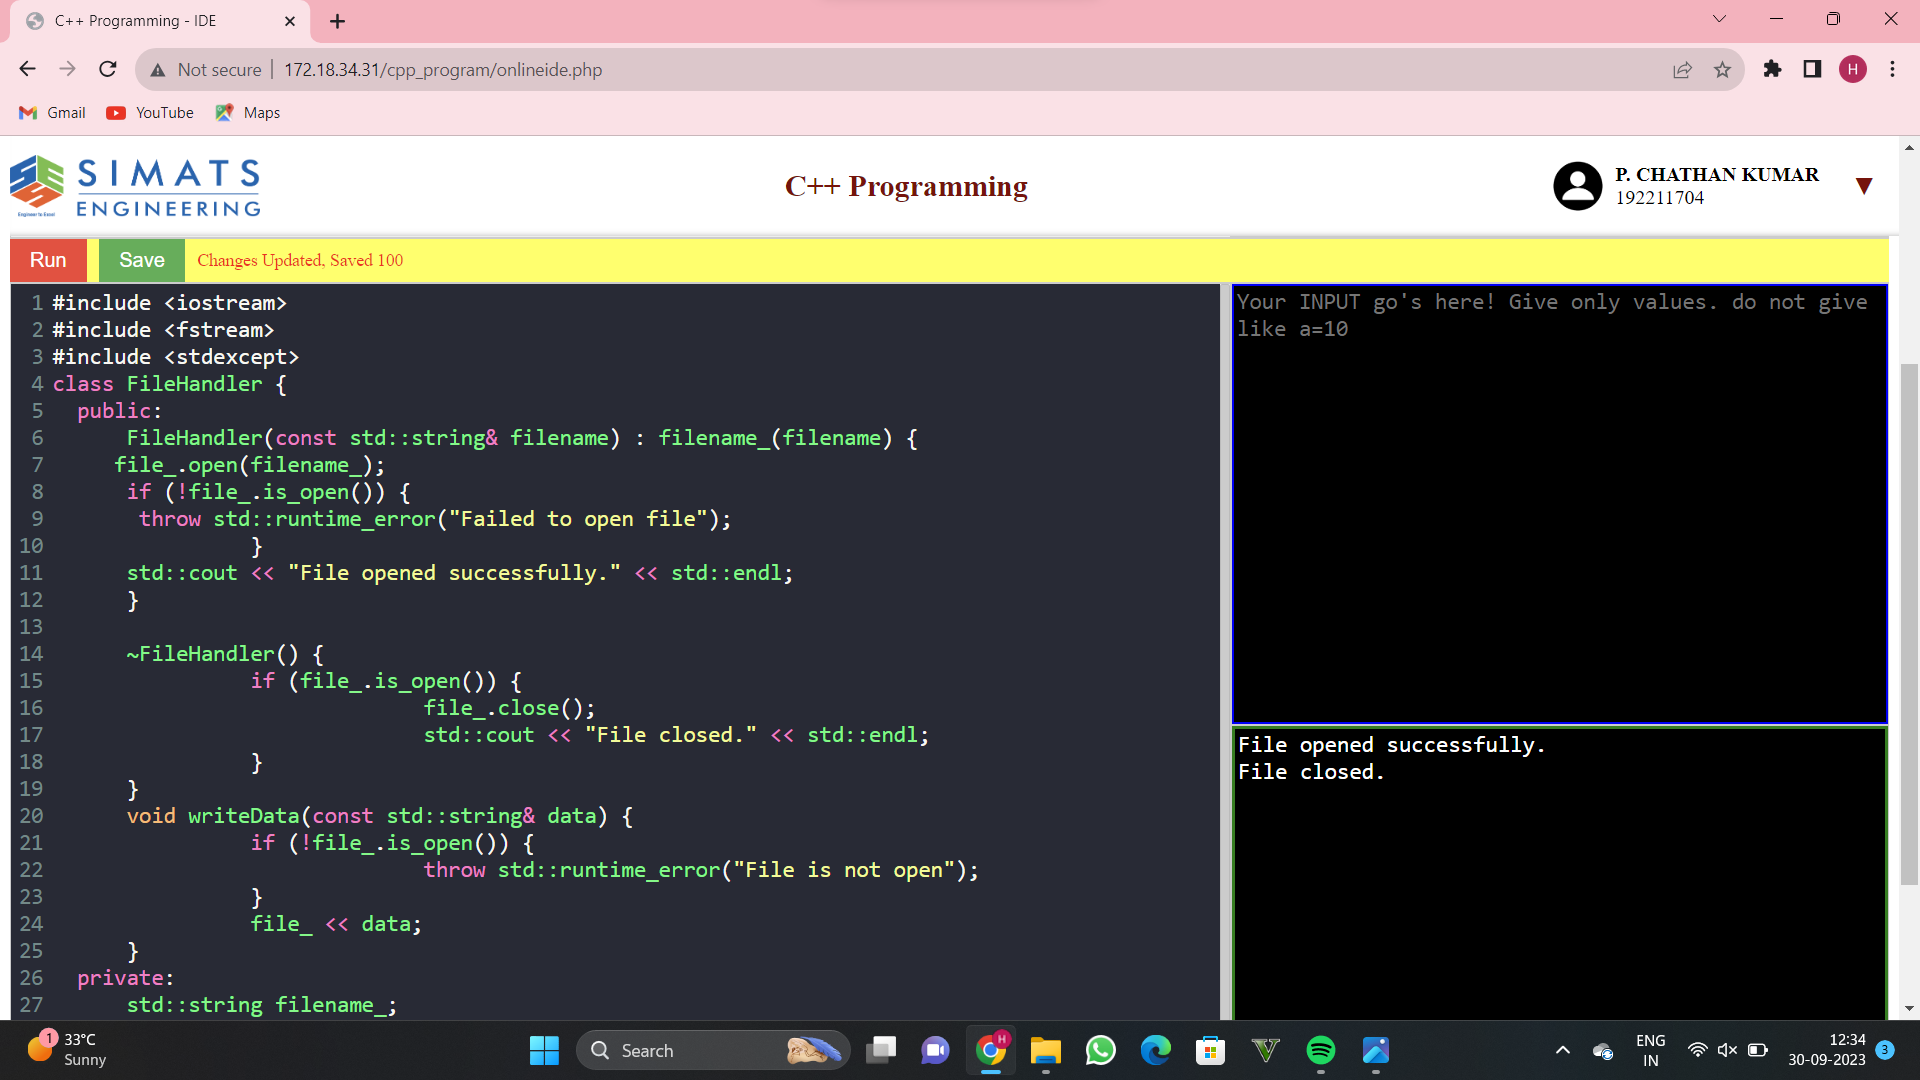 C++ Programming - IDE
Not secure | 172.18.34.31/cpp_program/onlineide.php
H
Gmail YouTube Maps
SIMATS
ENGINEERING
Engineer to Excel
C++ Programming
P. CHATHAN KUMAR
192211704
Run Save Changes Updated, Saved 100
1 #include <iostream>
2 #include <fstream>
3 #include <stdexcept>
4 class FileHandler {
5 public:
6 FileHandler(const std::string& filename) : filename_(filename) {
7 file_.open(filename_);
8 if (!file_.is_open()) {
9 throw std::runtime_error("Failed to open file");
10 }
11 std::cout << "File opened successfully." << std::endl;
12 }
13
14 ~FileHandler() {
15 if (file_.is_open()) {
16 file_.close();
17 std::cout << "File closed." << std::endl;
18 }
19 }
20 void writeData(const std::string& data) {
21 if (!file_.is_open()) {
22 throw std::runtime_error("File is not open");
23 }
24 file_ << data;
25 }
26 private:
27 std::string filename_;
Your INPUT go's here! Give only values. do not give
like a=10
File opened successfully.
File closed.
1
33°C
Sunny
Search
H
ENG
IN
12:34
30-09-2023
3